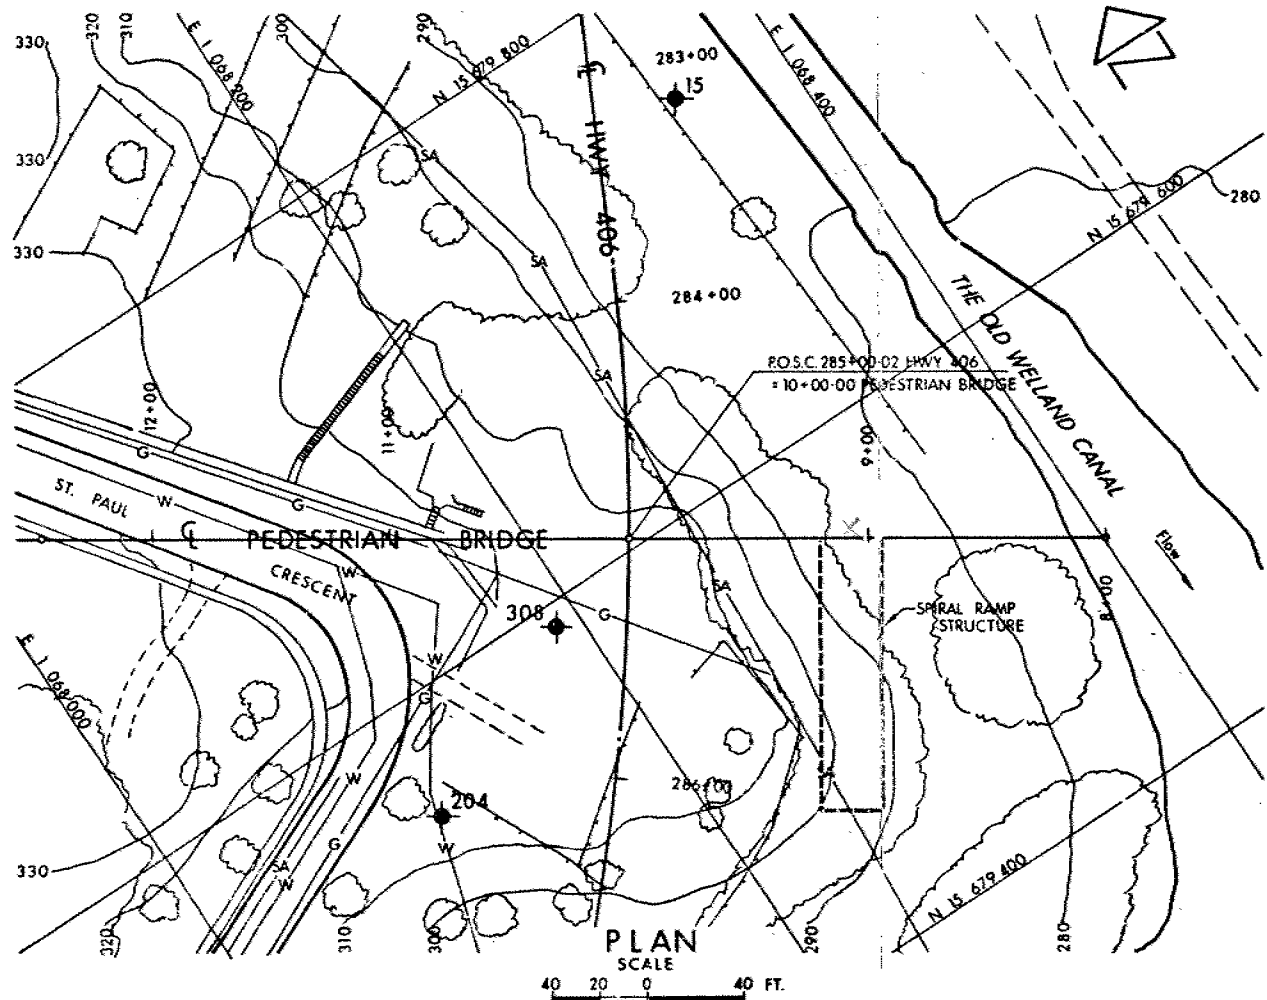 330
320
310
E 1 068 200
300
290
N 15 679 800
℄ HWY 406
283+00
15
E 1 068 400
330
SA
N 15 679 600
280
330
SA
284+00
THE OLD WELLAND CANAL
P.O.S.C. 285+00·02 HWY 406
= 10+00·00 PEDESTRIAN BRIDGE
SA
12+00
11+00
9+00
G
ST. PAUL
W
G
℄ PEDESTRIAN BRIDGE
Flow
CRESCENT
W
SA
8+00
308
G
SPIRAL RAMP
STRUCTURE
E 1 068 000
W
G
W
286+00
204
G
W
330
SA
W
N 15 679 400
320
310
300
290
280
PLAN
SCALE
40 20 0 40 FT.